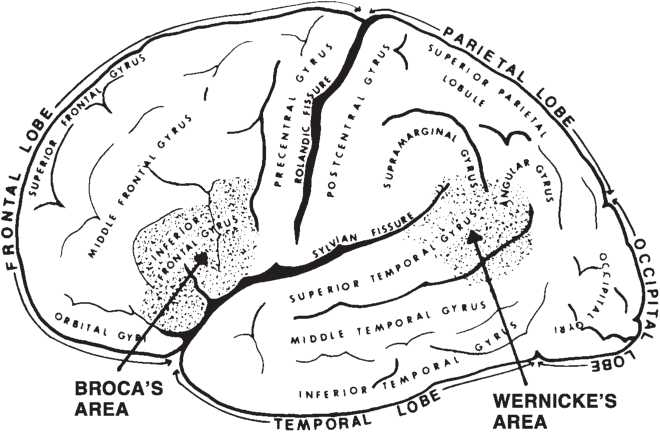 FRONTAL LOBE
PARIETAL LOBE
SUPERIOR FRONTAL GYRUS
MIDDLE FRONTAL GYRUS
INFERIOR
FRONTAL GYRUS
ORBITAL GYRI
PRECENTRAL GYRUS
ROLANDIC FISSURE
POSTCENTRAL GYRUS
SUPERIOR PARIETAL
LOBULE
SUPRAMARGINAL GYRUS
ANGULAR GYRUS
SYLVIAN FISSURE
SUPERIOR TEMPORAL GYRUS
MIDDLE TEMPORAL GYRUS
INFERIOR TEMPORAL GYRUS
OCCIPITAL GYRI
OCCIPITAL LOBE
BROCA'S
AREA
TEMPORAL LOBE
WERNICKE'S
AREA